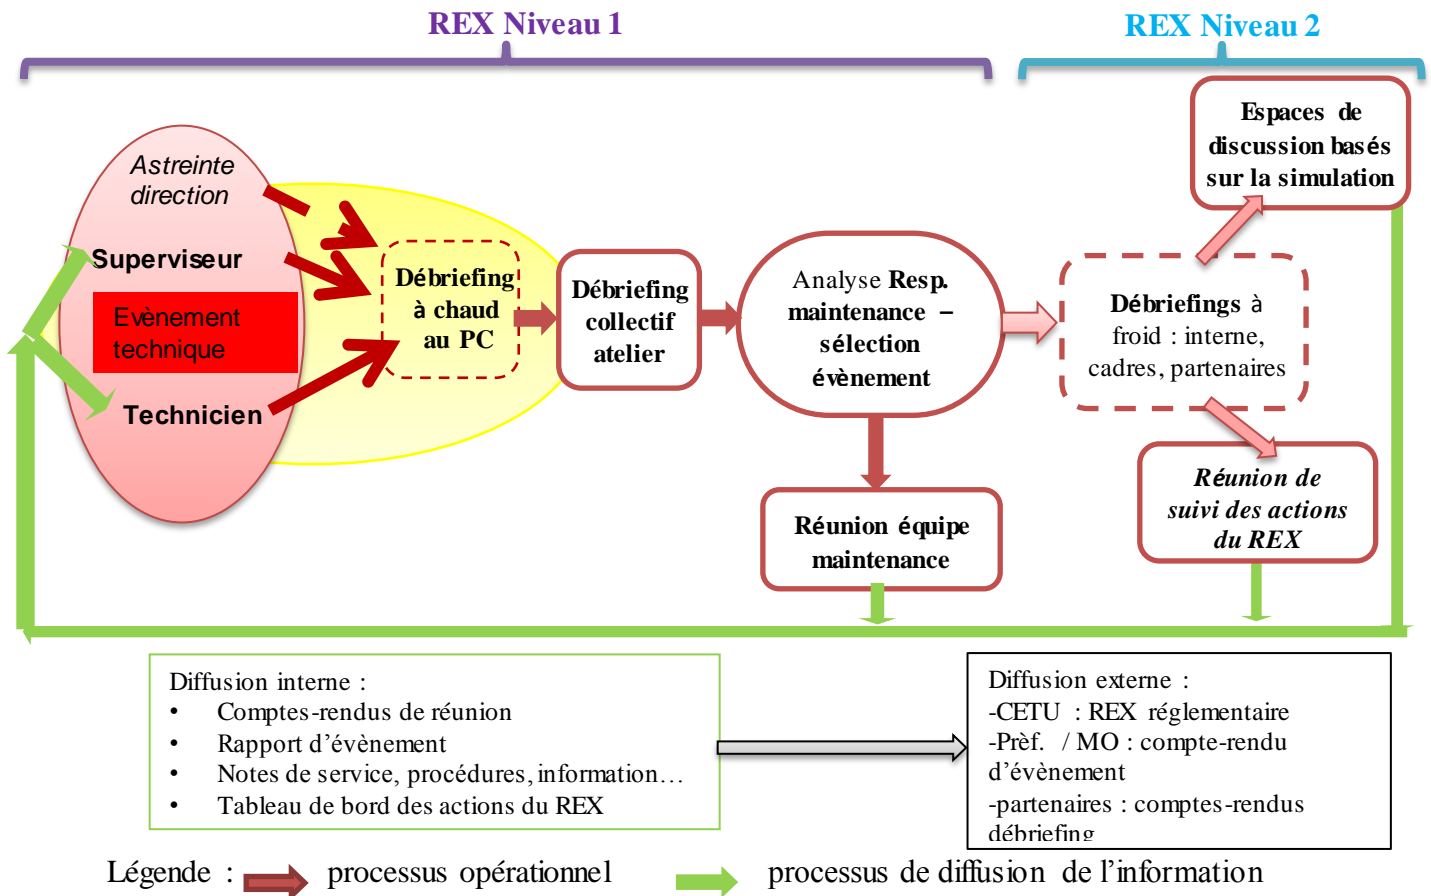 REX Niveau 1
REX Niveau 2
Astreinte
direction
Superviseur
Evènement
technique
Technicien
Débriefing
à chaud
au PC
Débriefing
collectif
atelier
Analyse Resp.
maintenance –
sélection
évènement
Réunion équipe
maintenance
Espaces de
discussion basés
sur la simulation
Débriefings à
froid : interne,
cadres, partenaires
Réunion de
suivi des actions
du REX
Diffusion interne :
• Comptes-rendus de réunion
• Rapport d’évènement
• Notes de service, procédures, information…
• Tableau de bord des actions du REX
Diffusion externe :
-CETU : REX réglementaire
-Prèf. / MO : compte-rendu
d’évènement
-partenaires : comptes-rendus
débriefing
Légende : processus opérationnel processus de diffusion de l’information